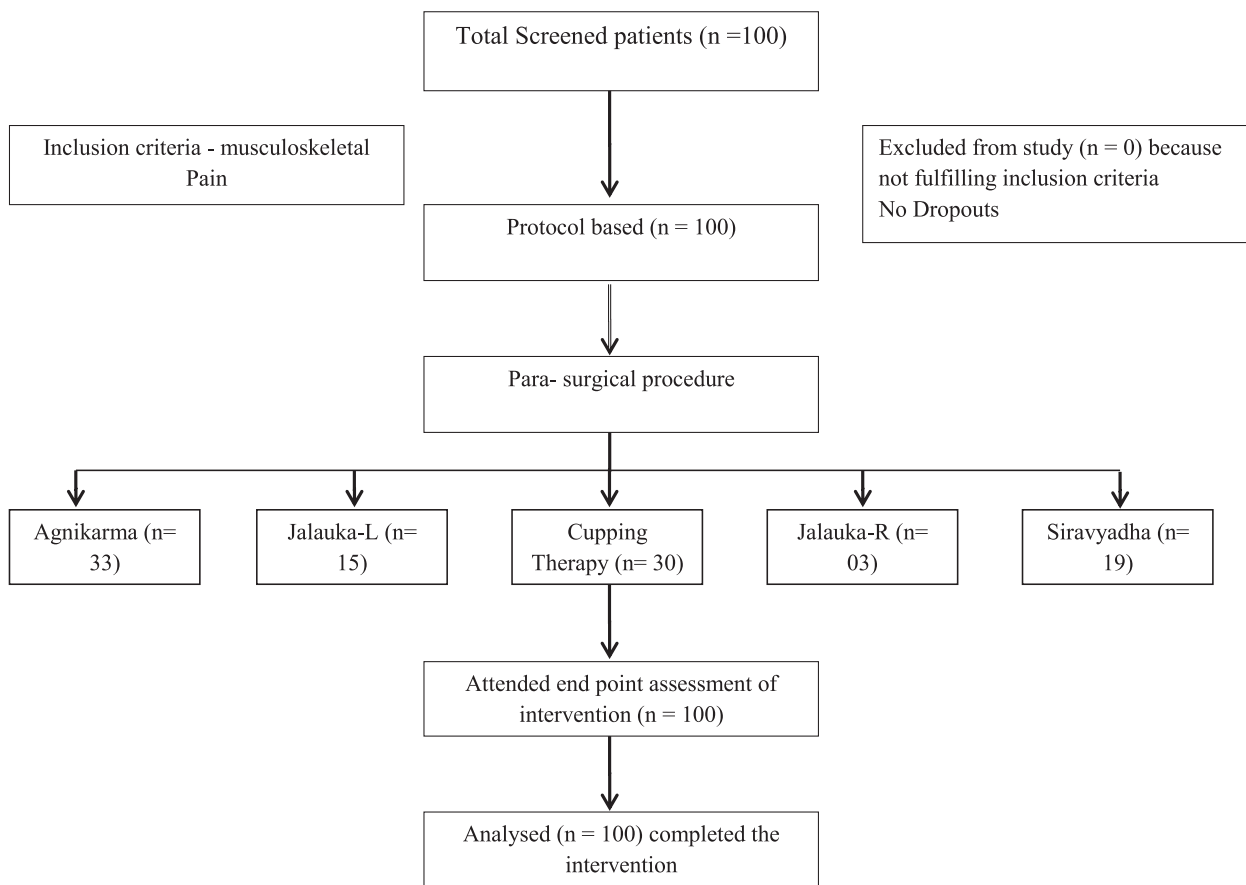 Total Screened patients (n =100)
Inclusion criteria - musculoskeletal
Pain
Excluded from study (n = 0) because
not fulfilling inclusion criteria
No Dropouts
Protocol based (n = 100)
Para- surgical procedure
Agnikarma (n=
33)
Jalauka-L (n=
15)
Cupping
Therapy (n= 30)
Jalauka-R (n=
03)
Siravyadha (n=
19)
Attended end point assessment of
intervention (n = 100)
Analysed (n = 100) completed the
intervention